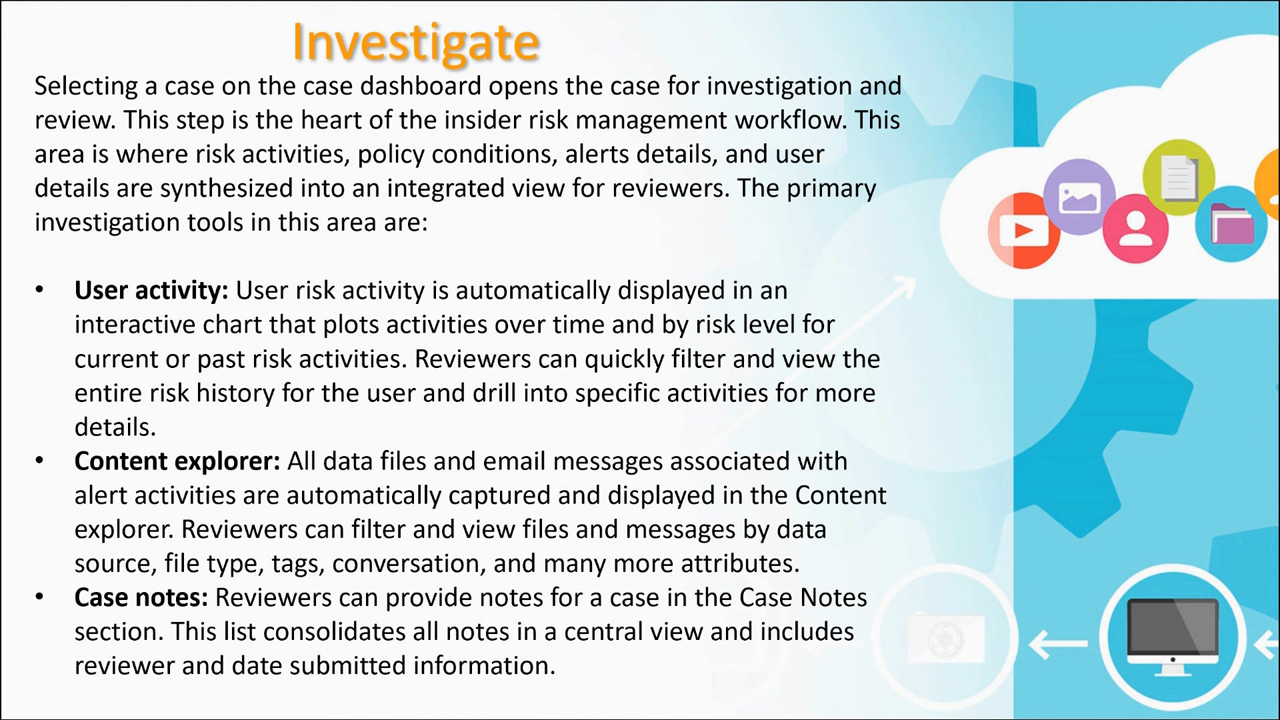 Investigate
Selecting a case on the case dashboard opens the case for investigation and
review. This step is the heart of the insider risk management workflow. This
area is where risk activities, policy conditions, alerts details, and user
details are synthesized into an integrated view for reviewers. The primary
investigation tools in this area are:
• User activity: User risk activity is automatically displayed in an
interactive chart that plots activities over time and by risk level for
current or past risk activities. Reviewers can quickly filter and view the
entire risk history for the user and drill into specific activities for more
details.
• Content explorer: All data files and email messages associated with
alert activities are automatically captured and displayed in the Content
explorer. Reviewers can filter and view files and messages by data
source, file type, tags, conversation, and many more attributes.
• Case notes: Reviewers can provide notes for a case in the Case Notes
section. This list consolidates all notes in a central view and includes
reviewer and date submitted information.